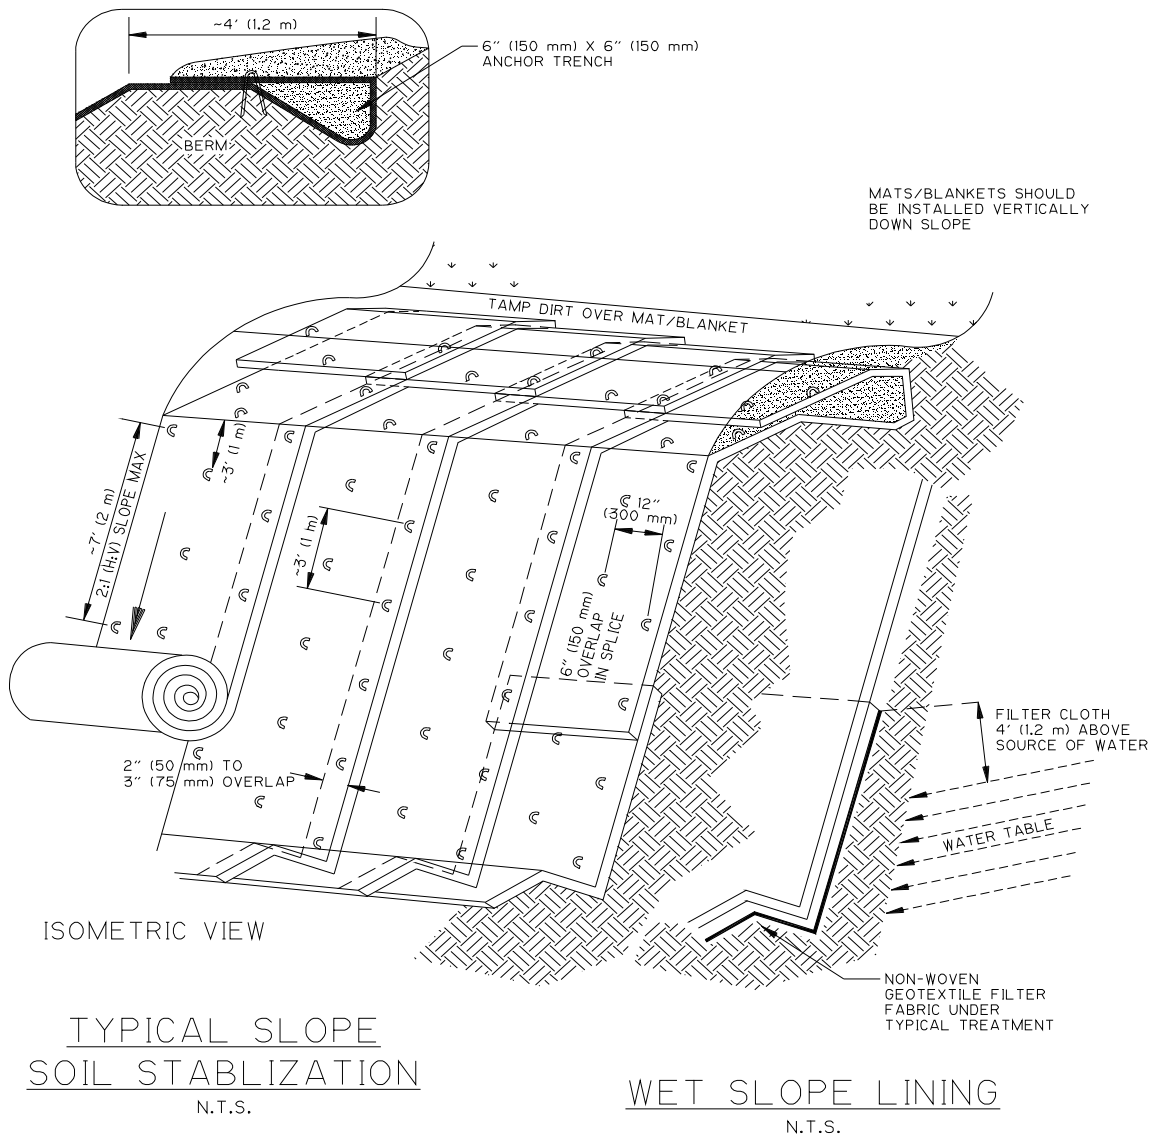 ~4' (1.2 m)
6" (150 mm) X 6" (150 mm)
ANCHOR TRENCH
BERM
MATS/BLANKETS SHOULD
BE INSTALLED VERTICALLY
DOWN SLOPE
TAMP DIRT OVER MAT/BLANKET
~3' (1 m)
~7' (2 m)
2:1 (H:V) SLOPE MAX
12"
(300 mm)
~3' (1 m)
6" (150 mm)
OVERLAP
IN SPLICE
FILTER CLOTH
4' (1.2 m) ABOVE
SOURCE OF WATER
2" (50 mm) TO
3" (75 mm) OVERLAP
WATER TABLE
ISOMETRIC VIEW
NON-WOVEN
GEOTEXTILE FILTER
FABRIC UNDER
TYPICAL TREATMENT
TYPICAL SLOPE
SOIL STABLIZATION
N.T.S.
WET SLOPE LINING
N.T.S.